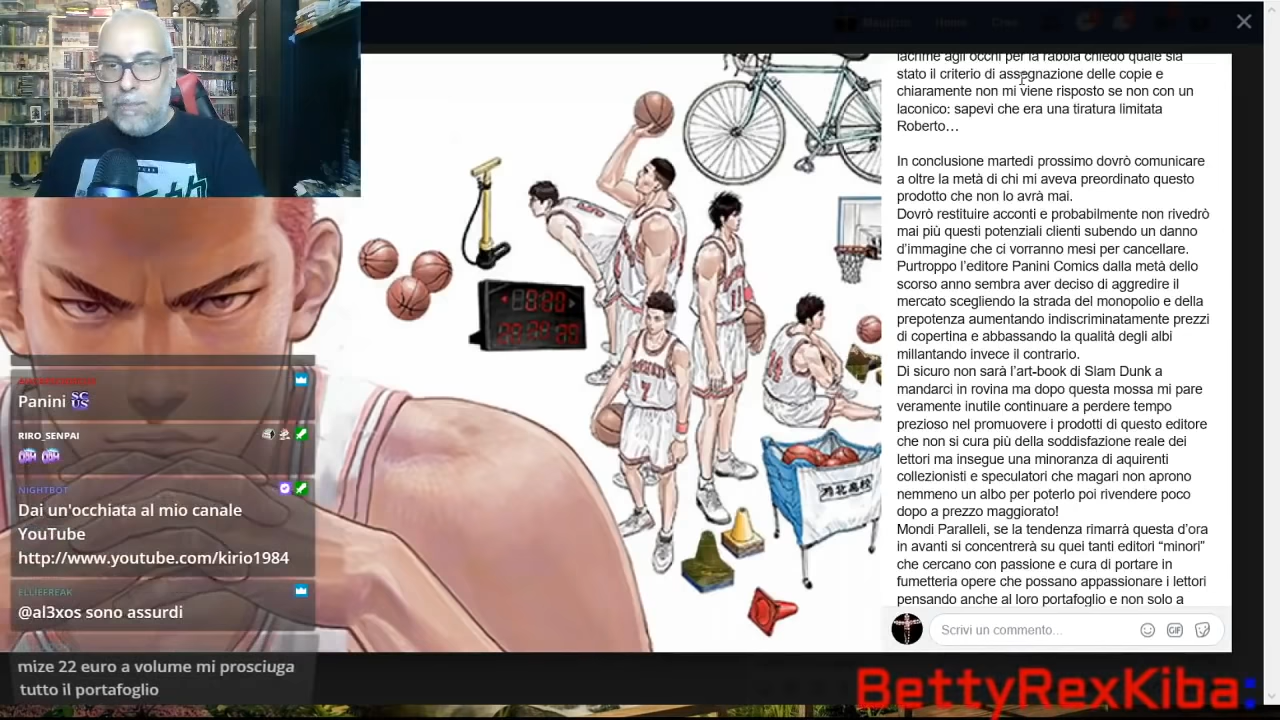 lacrime agli occhi per la rabbia chiedo quale sia
stato il criterio di assegnazione delle copie e
chiaramente non mi viene risposto se non con un
laconico: sapevi che era una tiratura limitata
Roberto…
In conclusione martedì prossimo dovrò comunicare
a oltre la metà di chi mi aveva preordinato questo
prodotto che non lo avrà mai.
Dovrò restituire acconti e probabilmente non rivedrò
mai più questi potenziali clienti subendo un danno
d’immagine che ci vorranno mesi per cancellare.
Purtroppo l’editore Panini Comics dalla metà dello
scorso anno sembra aver deciso di aggredire il
mercato scegliendo la strada del monopolio e della
prepotenza aumentando indiscriminatamente prezzi
di copertina e abbassando la qualità degli albi
millantando invece il contrario.
Di sicuro non sarà l’art-book di Slam Dunk a
mandarci in rovina ma dopo questa mossa mi pare
veramente inutile continuare a perdere tempo
prezioso nel promuovere i prodotti di questo editore
che non si cura più della soddisfazione reale dei
lettori ma insegue una minoranza di aquirenti
collezionisti e speculatori che magari non aprono
nemmeno un albo per poterlo poi rivendere poco
dopo a prezzo maggiorato!
Mondi Paralleli, se la tendenza rimarrà questa d’ora
in avanti si concentrerà su quei tanti editori “minori”
che cercano con passione e cura di portare in
fumetteria opere che possano appassionare i lettori
pensando anche al loro portafoglio e non solo a
Scrivi un commento…
GIF
Panini
RIRO_SENPAI
NIGHTBOT
Dai un'occhiata al mio canale
YouTube
http://www.youtube.com/kirio1984
@al3xos sono assurdi
mize 22 euro a volume mi prosciuga
tutto il portafoglio
BettyRexKiba:
7
11
14
湘北高校